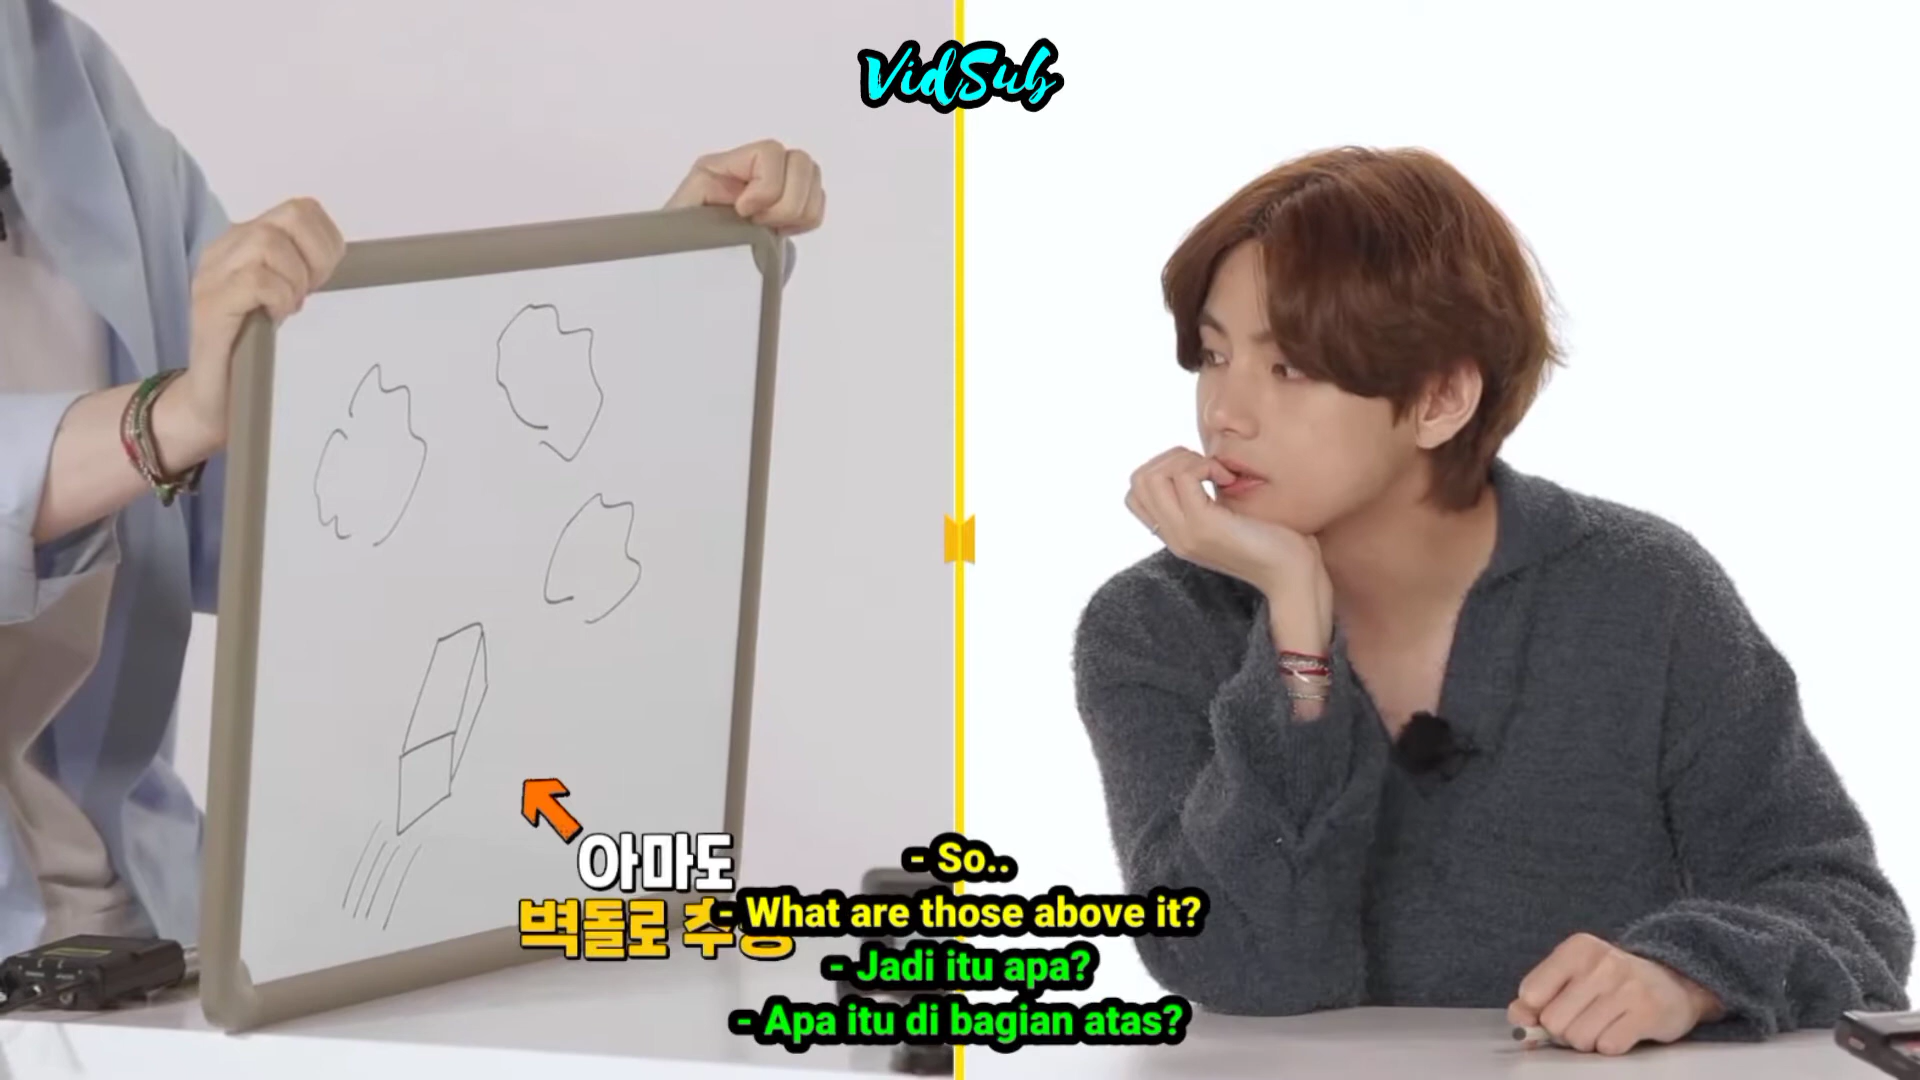 VidSub
아마도
벽돌로
- So..
- What are those above it?
- Jadi itu apa?
- Apa itu di bagian atas?